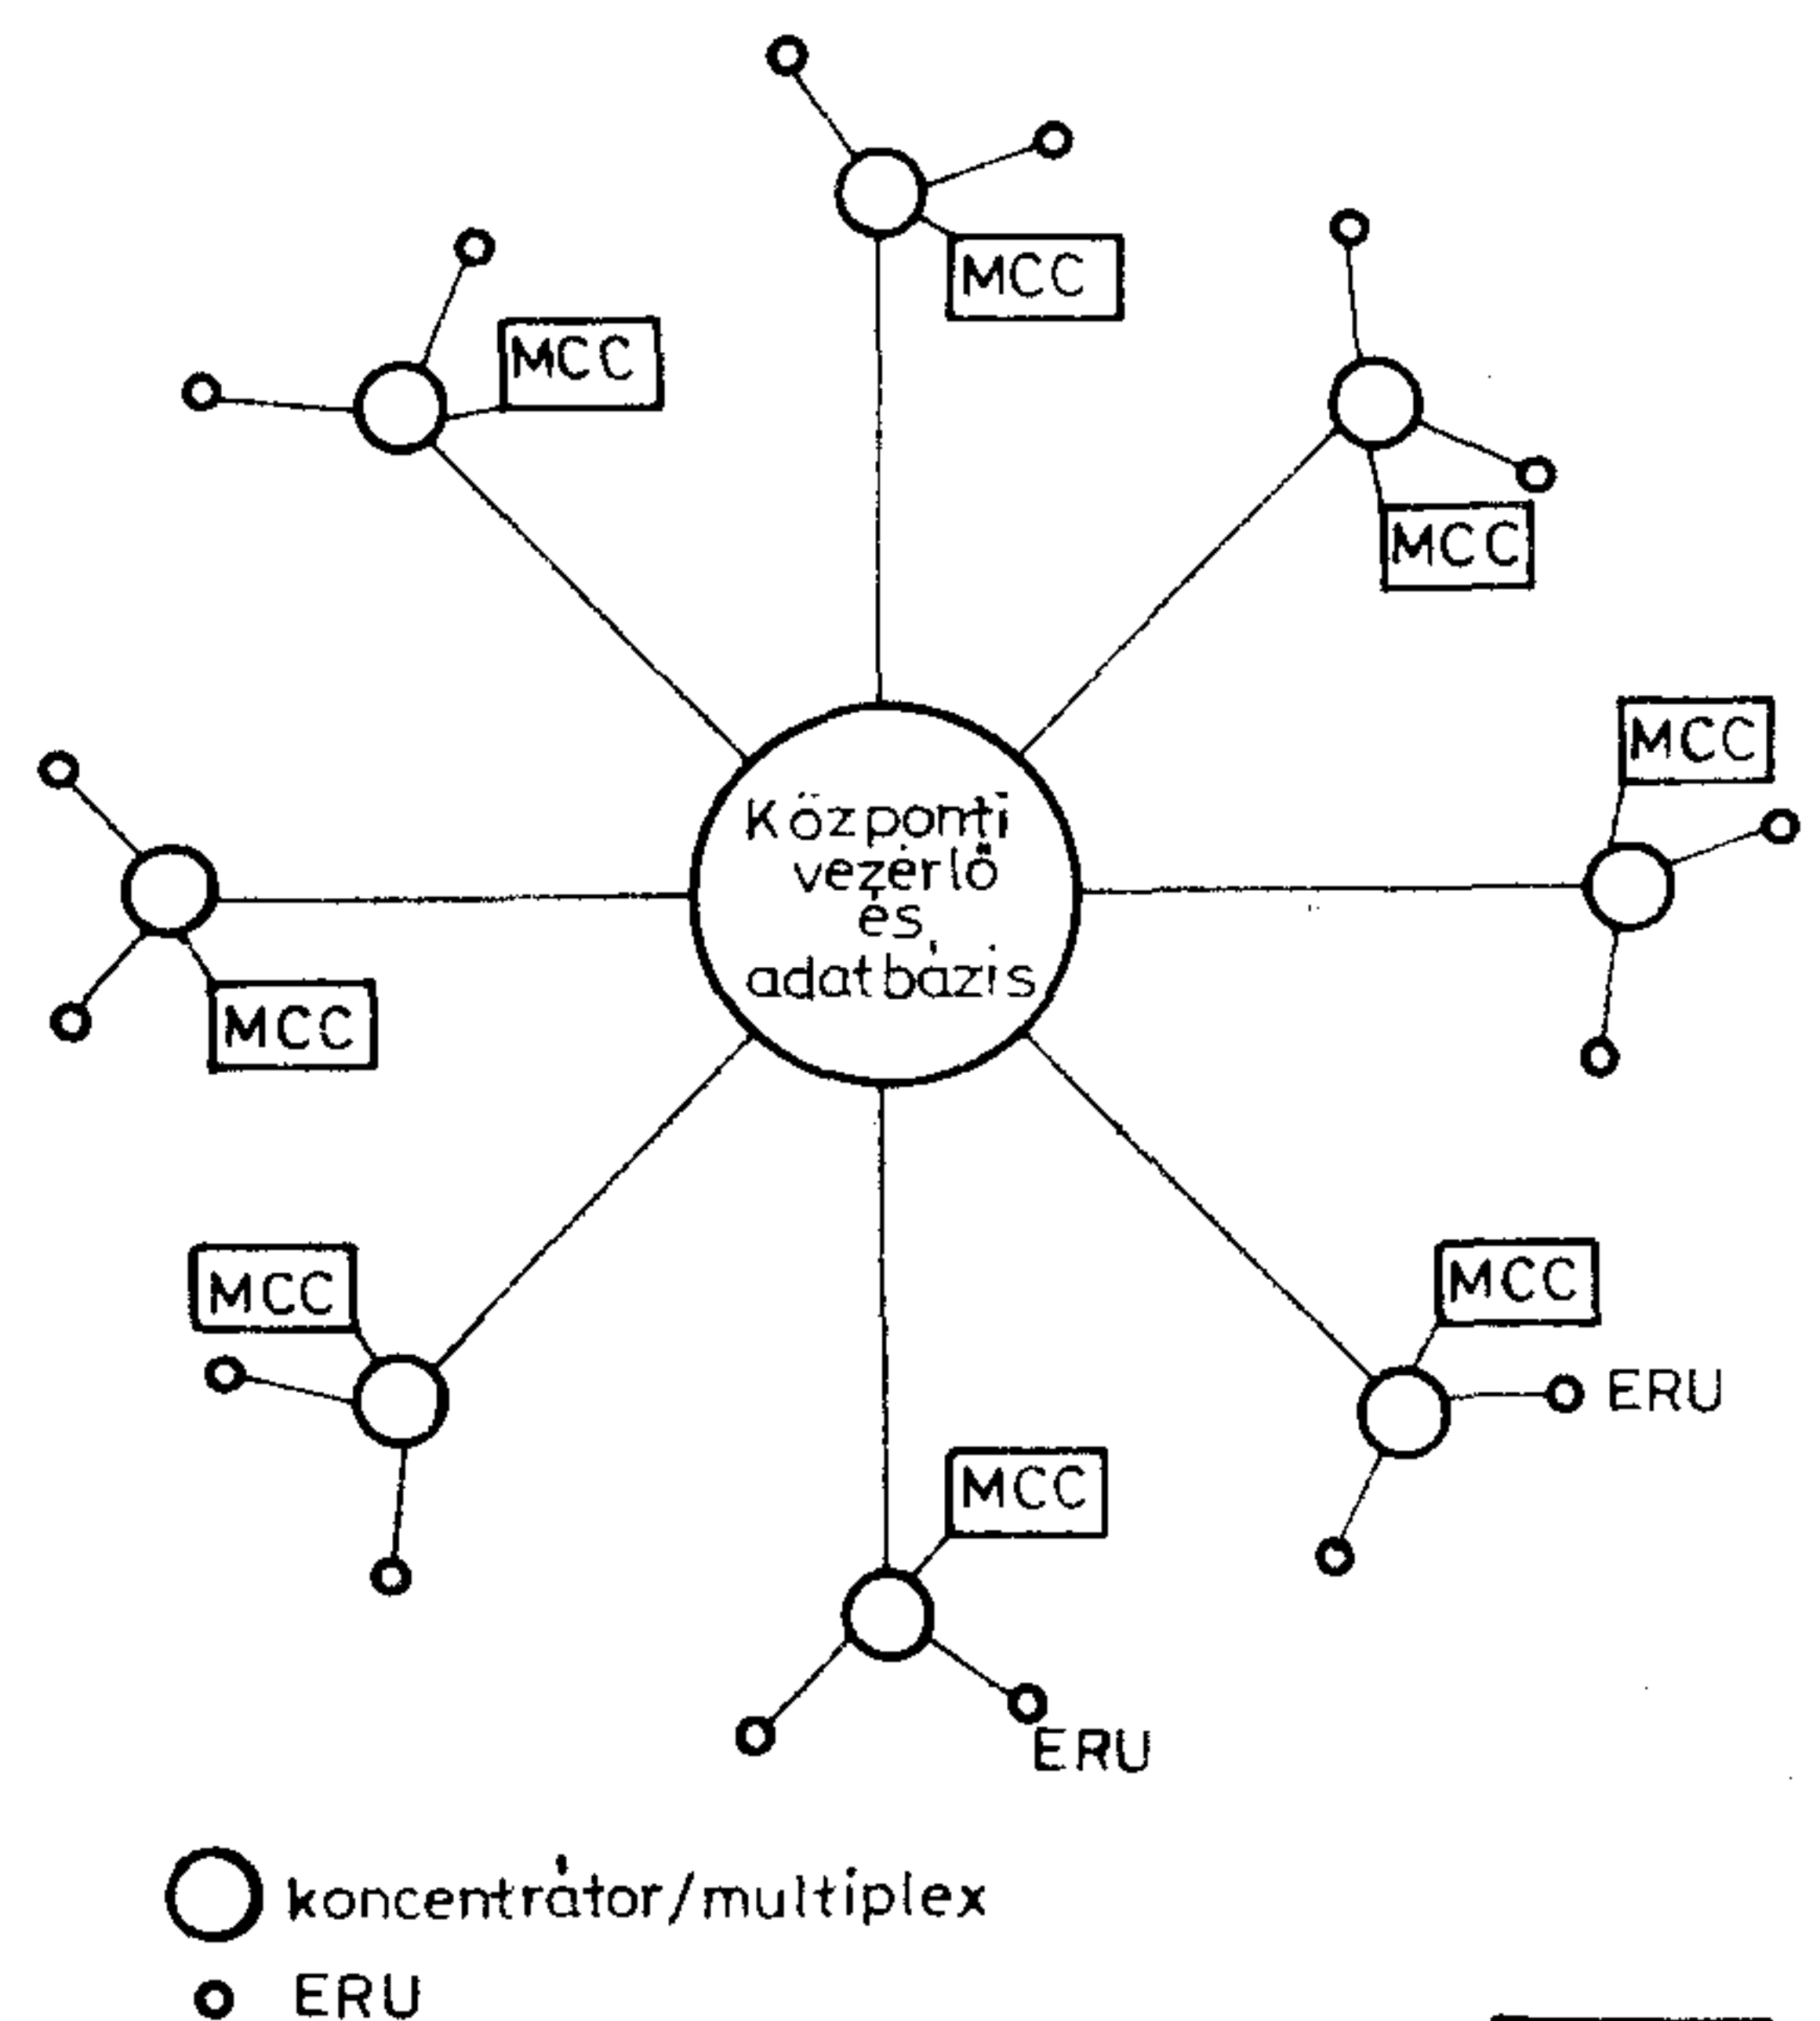 MCC
MCC
MCC
MCC
Központi
vezérlő
és
adatbázis
MCC
MCC
MCC
ERU
MCC
ERU
koncentrátor/multiplex
ERU